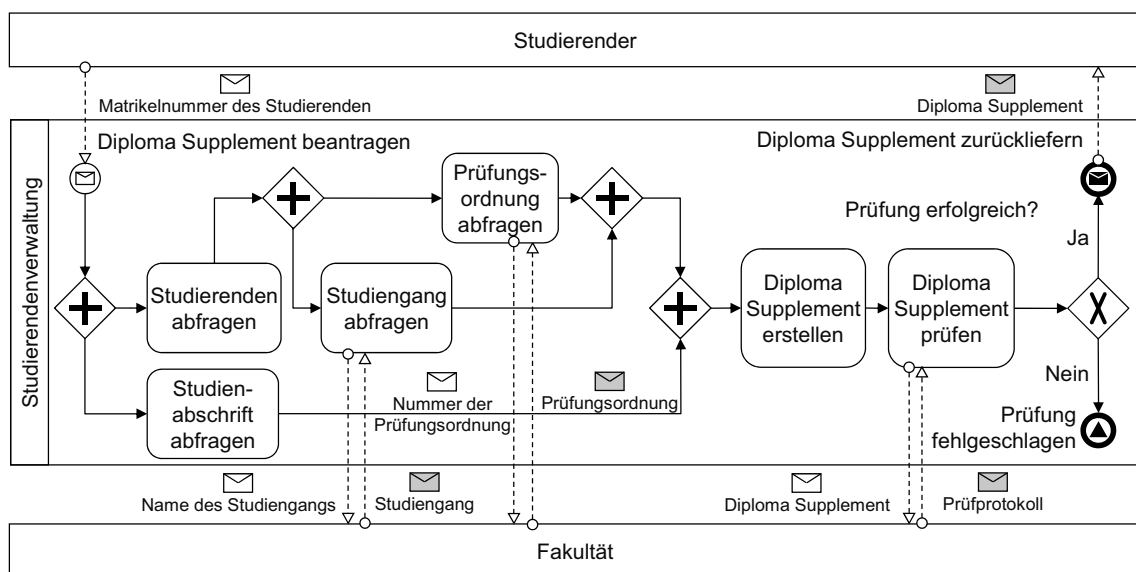 Studierender
Matrikelnummer des Studierenden
Diploma Supplement
Studierendenverwaltung
Diploma Supplement beantragen
Diploma Supplement zurückliefern
Prüfungs-
ordnung
abfragen
Prüfung erfolgreich?
Ja
Studierenden
abfragen
Studiengang
abfragen
Diploma
Supplement
erstellen
Diploma
Supplement
prüfen
Nein
Studien-
abschrift
abfragen
Nummer der
Prüfungsordnung
Prüfungsordnung
Prüfung
fehlgeschlagen
Name des Studiengangs
Studiengang
Diploma Supplement
Prüfprotokoll
Fakultät